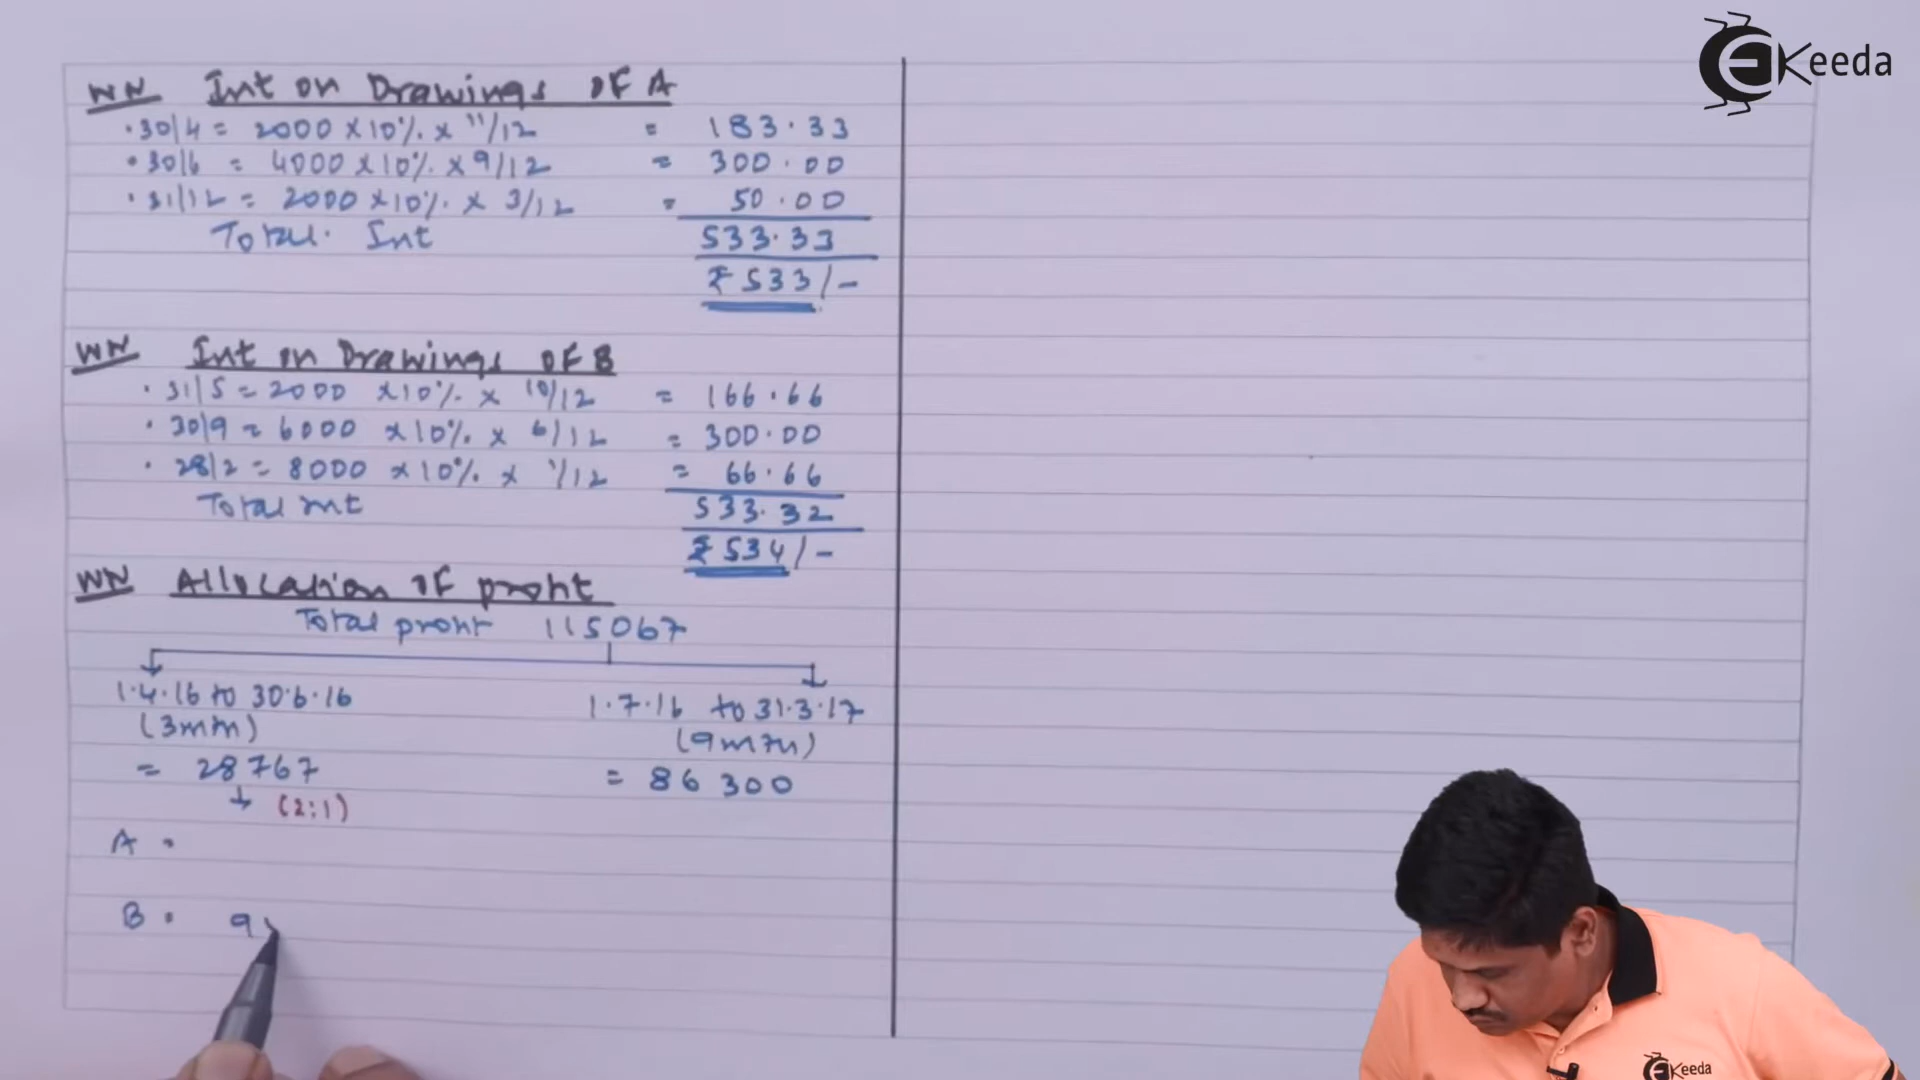 Keeda
WN Int on Drawings OF A
· 30/4 = 2000 x 10% x 11/12 = 183.33
· 30/6 = 4000 x 10% x 9/12 = 300.00
· 31/12 = 2000 x 10% x 3/12 = 50.00
Total Int 533.33
₹ 533/-
WN Int on Drawings OF B
· 31/5 = 2000 x 10% x 10/12 = 166.66
· 30/9 = 6000 x 10% x 6/12 = 300.00
· 28/2 = 8000 x 10% x 1/12 = 66.66
Total Int 533.32
₹ 534/-
WN Allocation OF profit
Total profit 115067
1.4.16 to 30.6.16 1.7.16 to 31.3.17
(3mth) (9mth)
= 28767 = 86300
(2:1)
A =
B = 9
Keeda